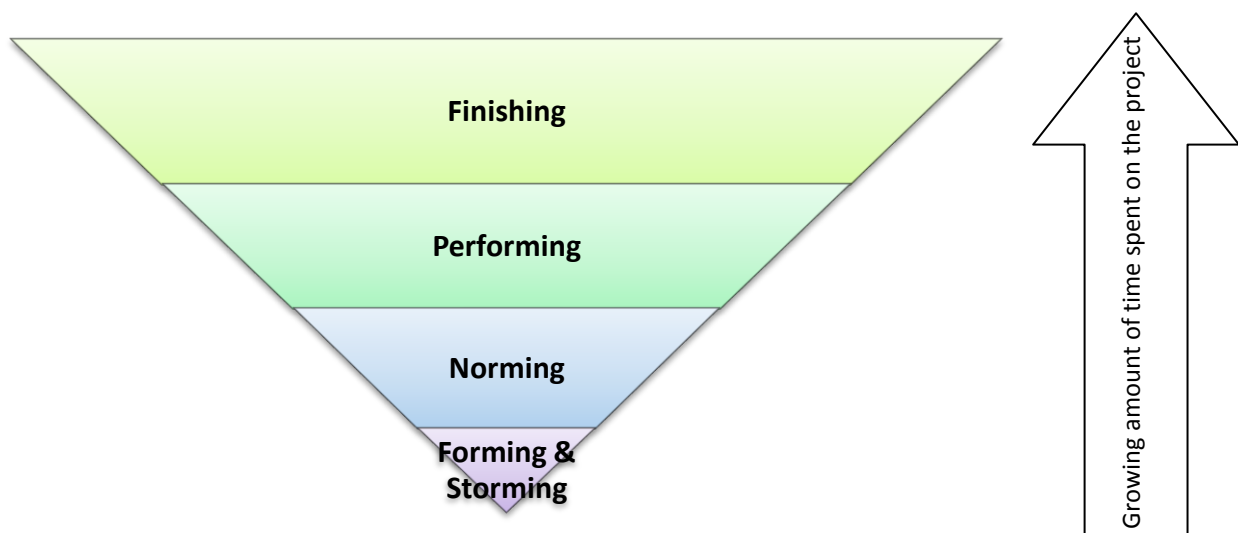 Finishing
Performing
Norming
Forming &
Storming
Growing amount of time spent on the project